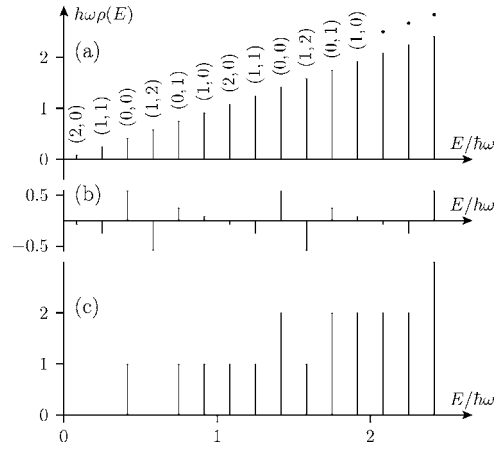 hωρ(E)
2
(a)
(2,0)
(1,1)
(0,0)
(1,2)
(0,1)
(1,0)
(2,0)
(1,1)
(0,0)
(1,2)
(0,1)
(1,0)
1
E/ħω
0
0.5
(b)
E/ħω
−0.5
(c)
2
1
E/ħω
0
0 1 2